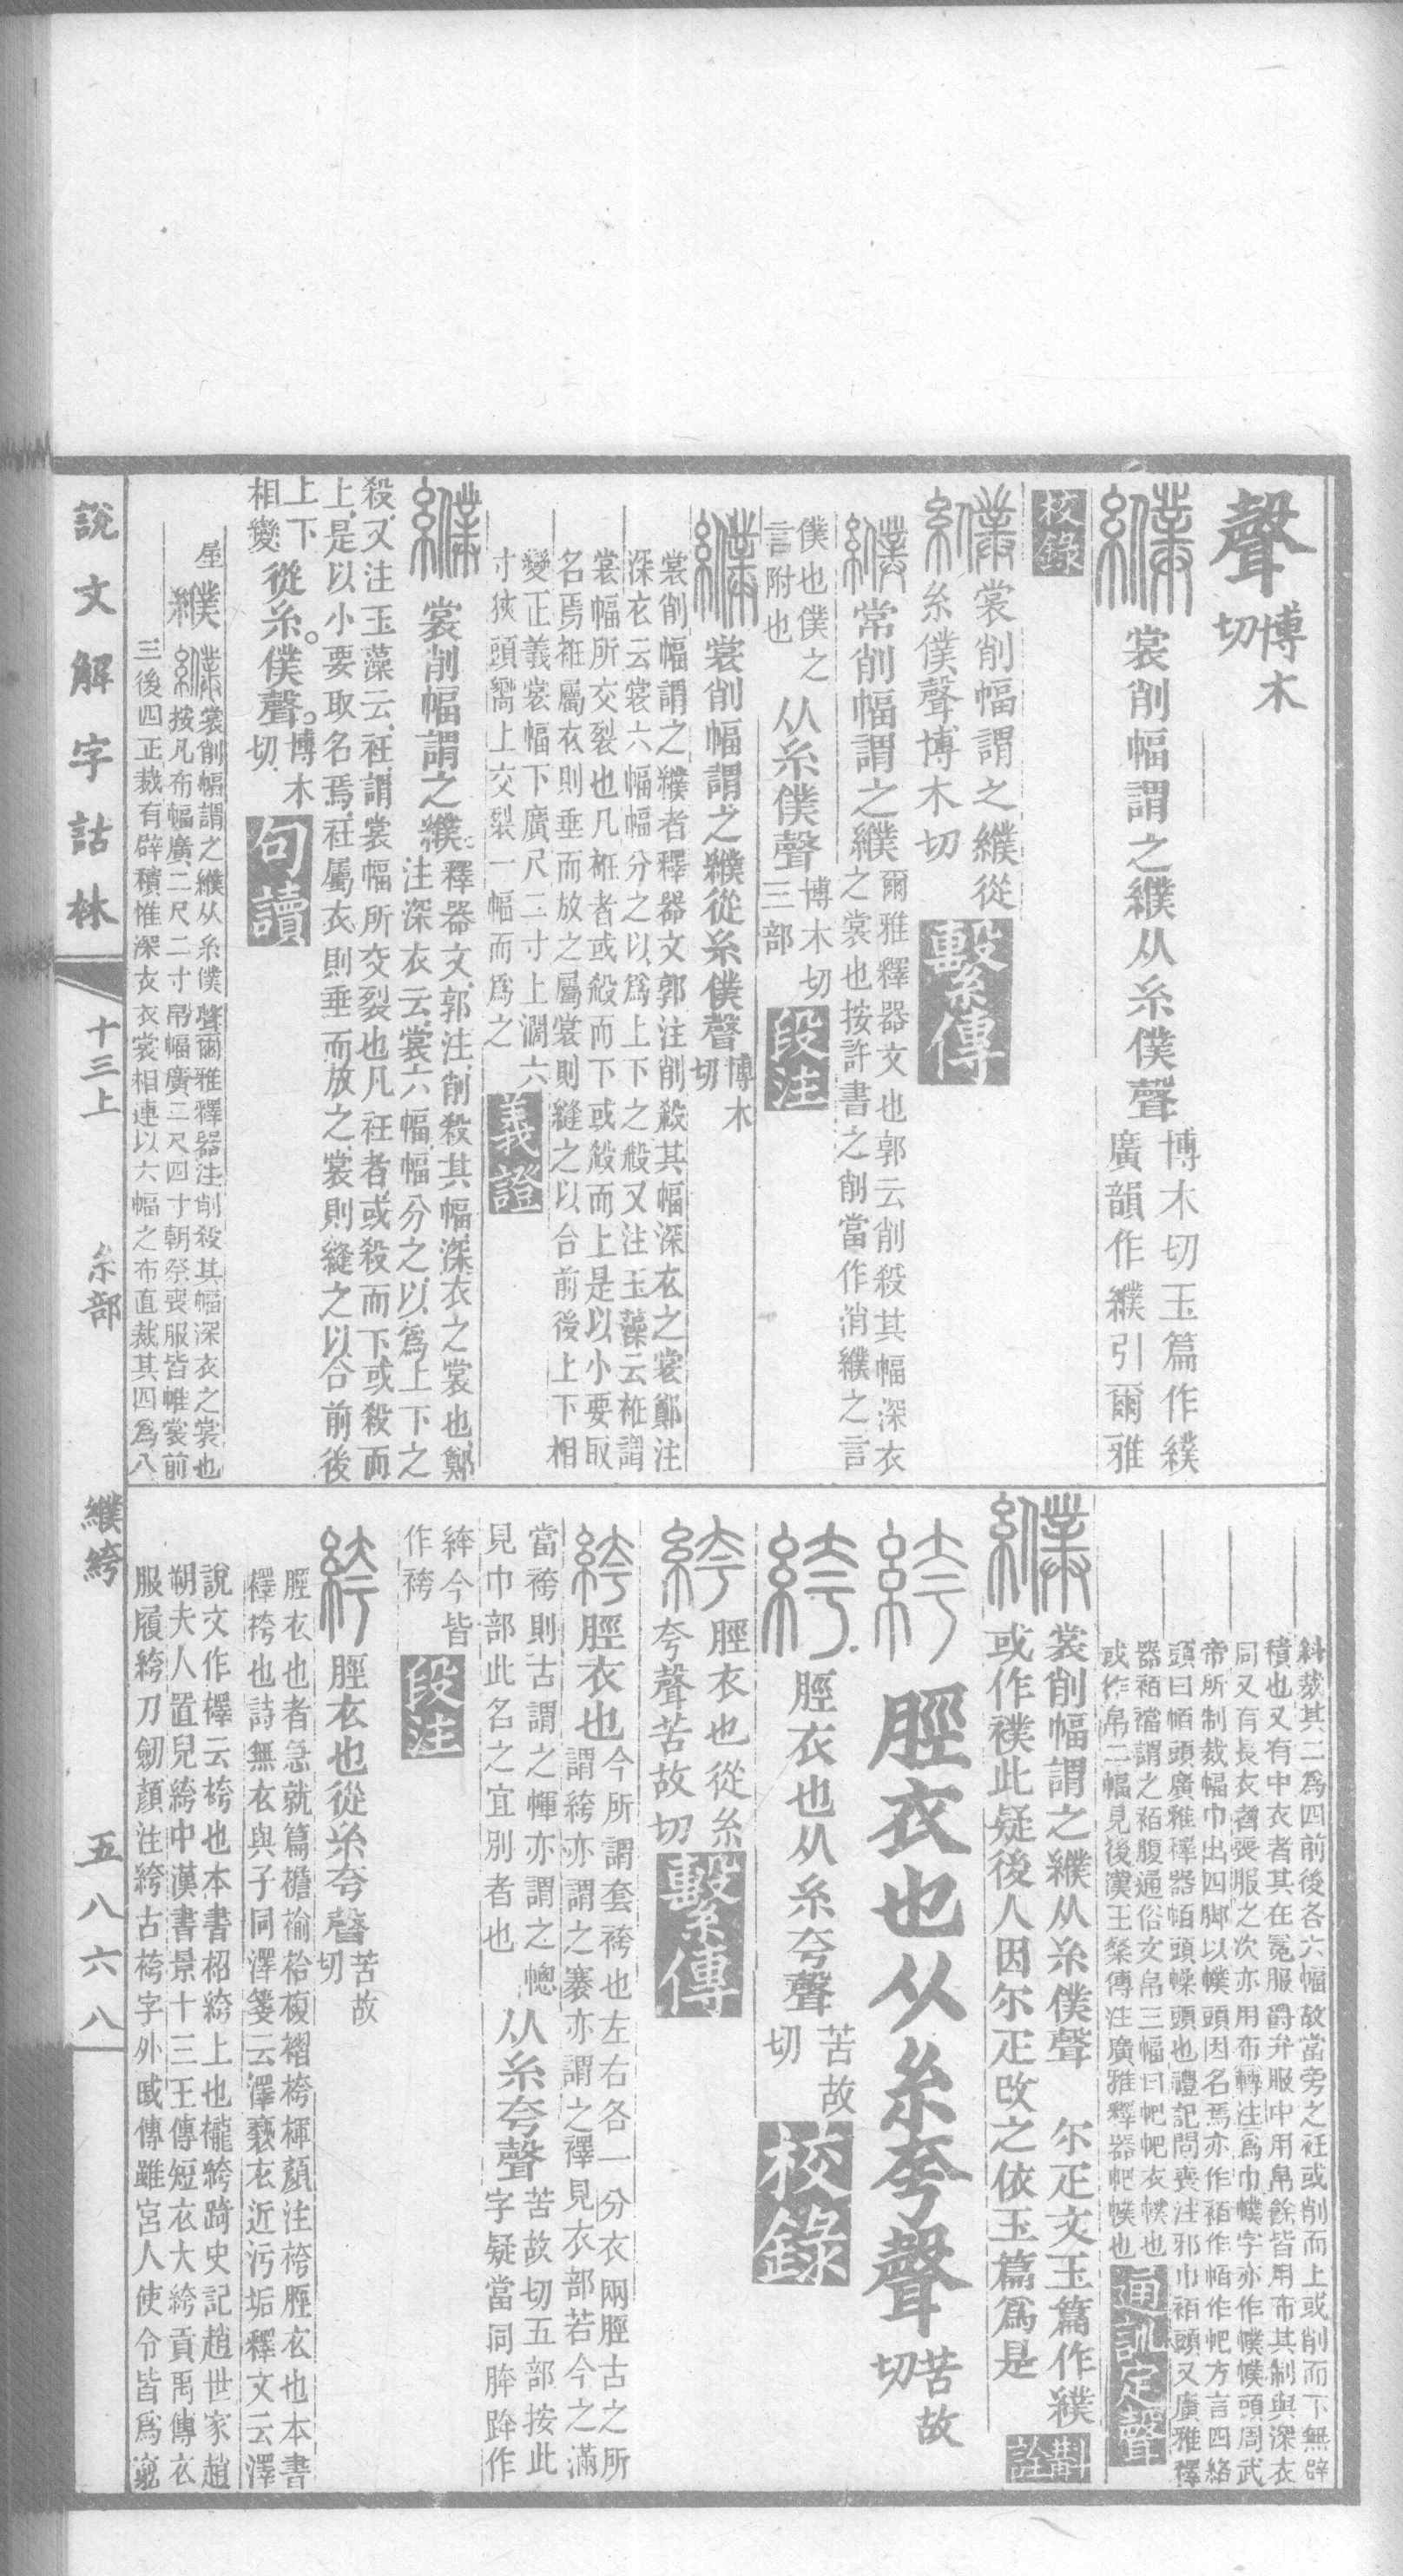 聲博木切
纀裳削幅謂之纀从糸僕聲博木切玉篇作纀
廣韻作纀引爾雅
校錄
纀裳削幅謂之纀從
糸僕聲博木切
繫傳
纀常削幅謂之纀爾雅釋器文也郭云削殺其幅深衣
之裳也按許書之削當作消纀之言
僕也僕之
言附也
从糸僕聲博木切
三部
段注
纀裳削幅謂之纀從糸僕聲博木切
裳削幅謂之纀者釋器文郭注削殺其幅深衣之裳鄭注
深衣云裳六幅幅分之以爲上下之殺又注玉藻云衽謂
裳幅所交裂也凡衽者或殺而下或殺而上是以小要取
名焉衽屬衣則垂而放之屬裳則縫之以合前後上下相
變正義裳幅下廣尺二寸上濶六
寸狹頭嚮上交裂一幅而爲之
義證
纀裳削幅謂之纀釋器文郭注削殺其幅深衣之裳也鄭
注深衣云裳六幅幅分之以爲上下之
殺又注玉藻云衽謂裳幅所交裂也凡衽者或殺而下或殺而
上是以小要取名焉衽屬衣則垂而放之裳則縫之以合前後
上下
相變
從糸。僕聲。博木切
句讀
屋纀纀裳削幅謂之纀从糸僕聲爾雅釋器注削殺其幅深衣之裳也
按凡布幅廣二尺二寸帛幅廣二尺四寸朝祭喪服皆帷裳前
三後四正裁有辟積惟深衣衣裳相連以六幅之布直裁其四爲八
斜裁其二爲四前後各六幅故當旁之衽或削而上或削而下無辟
積也又有中衣者其在冕服爵弁服中用帛餘皆用布其制與深衣
同又有長衣者喪服之次亦用布轉注爲巾幞字亦作幞幞頭周武
帝所制裁幅巾出四脚以幞頭因名焉亦作袹作帞作帊方言四絡
頭曰帞頭廣雅釋器帞頭幧頭也禮記問喪注邪巾袹頭又廣雅釋
器袹襠謂之袹腹通俗文帛三幅曰帊帊衣幞也
或作帛二幅見後漢王粲傳注廣雅釋器帊幞也
通訓定聲
纀裳削幅謂之纀从糸僕聲 尔疋文玉篇作纀
或作襆此疑後人因尔疋改之依玉篇爲是
斠詮
絝脛衣也从糸夸聲苦故切
絝脛衣也从糸夸聲苦故切
校錄
絝脛衣也從糸
夸聲苦故切
繫傳
絝脛衣也今所謂套袴也左右各一分衣兩脛古之所
謂絝亦謂之褰亦謂之襗見衣部若今之滿
當袴則古謂之㡓亦謂之幒
見巾部此名之宜別者也
从糸夸聲苦故切五部按此
字疑當同胯跨作
綷今皆
作袴
段注
絝脛衣也從糸夸聲苦故切
脛衣也者急就篇襜褕袷複褶袴褌顏注袴脛衣也本書
襗袴也詩無衣與子同澤箋云澤褻衣近污垢釋文云澤
說文作襗云袴也本書袑絝上也襱絝踦史記趙世家趙
朔夫人置兒絝中漢書景十三王傳短衣大絝貢禹傳衣
服履絝刀劒顏注絝古袴字外戚傳雖宮人使令皆爲窮
說文解字詁林
十三上
糸部
纀絝
五八六八